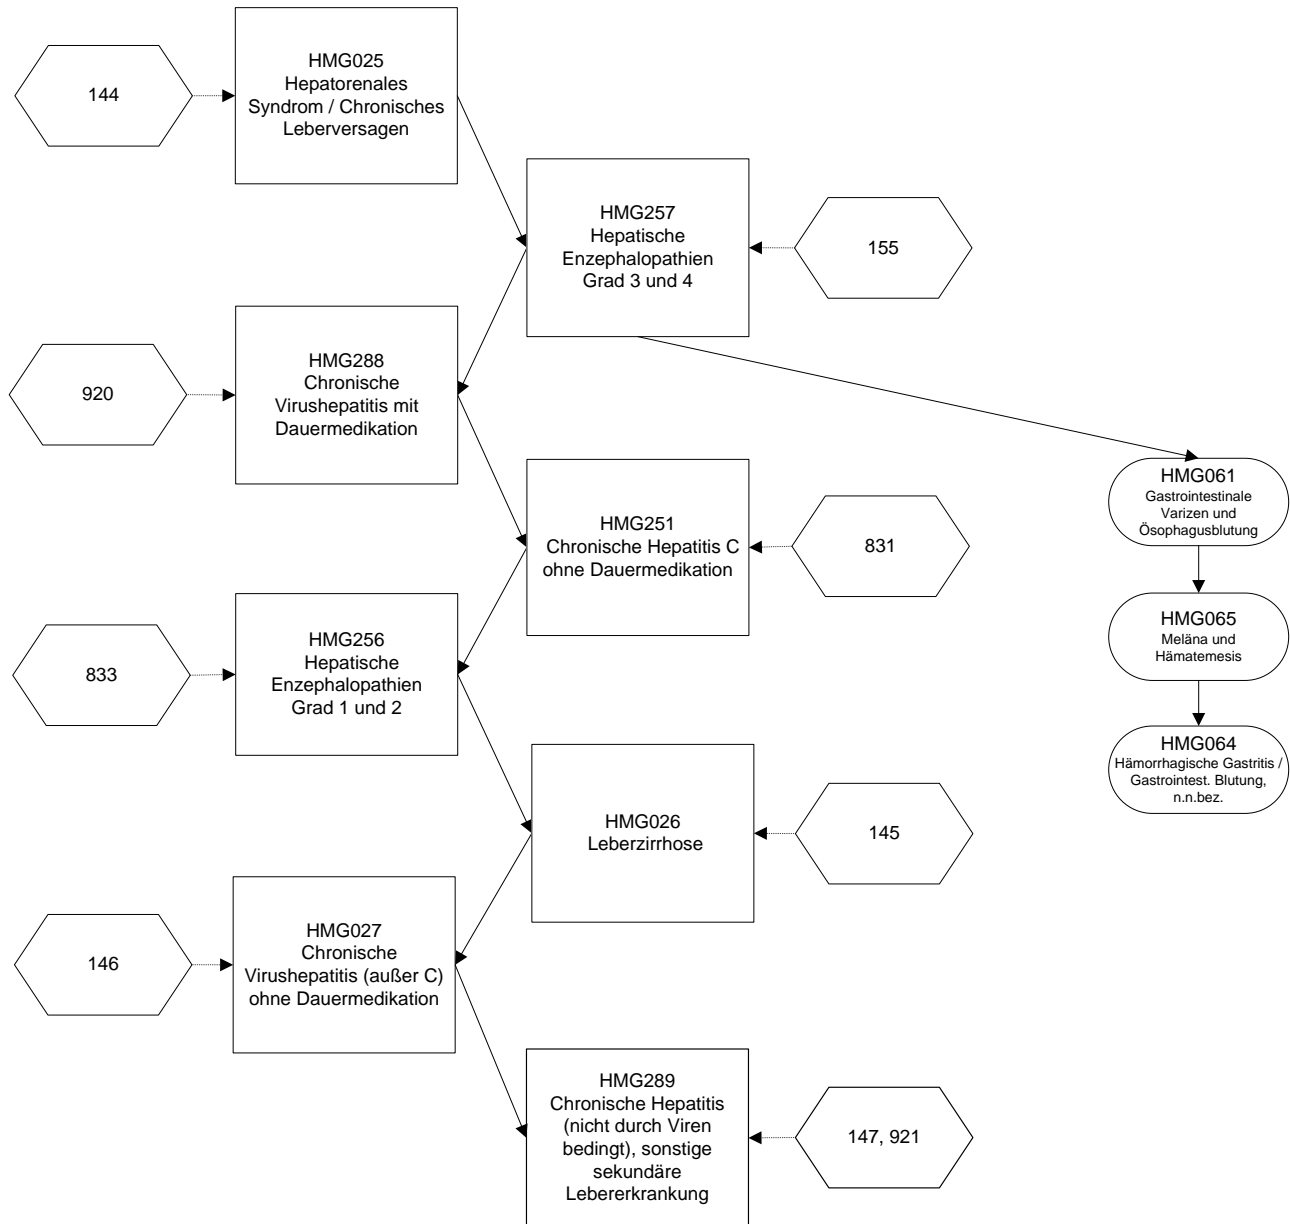 144
HMG025
Hepatorenales
Syndrom / Chronisches
Leberversagen
HMG257
Hepatische
Enzephalopathien
Grad 3 und 4
155
920
HMG288
Chronische
Virushepatitis mit
Dauermedikation
HMG251
Chronische Hepatitis C
ohne Dauermedikation
831
HMG061
Gastrointestinale
Varizen und
Ösophagusblutung
833
HMG256
Hepatische
Enzephalopathien
Grad 1 und 2
HMG065
Meläna und
Hämatemesis
HMG026
Leberzirrhose
145
HMG064
Hämorrhagische Gastritis /
Gastrointest. Blutung,
n.n.bez.
146
HMG027
Chronische
Virushepatitis (außer C)
ohne Dauermedikation
HMG289
Chronische Hepatitis
(nicht durch Viren
bedingt), sonstige
sekundäre
Lebererkrankung
147, 921